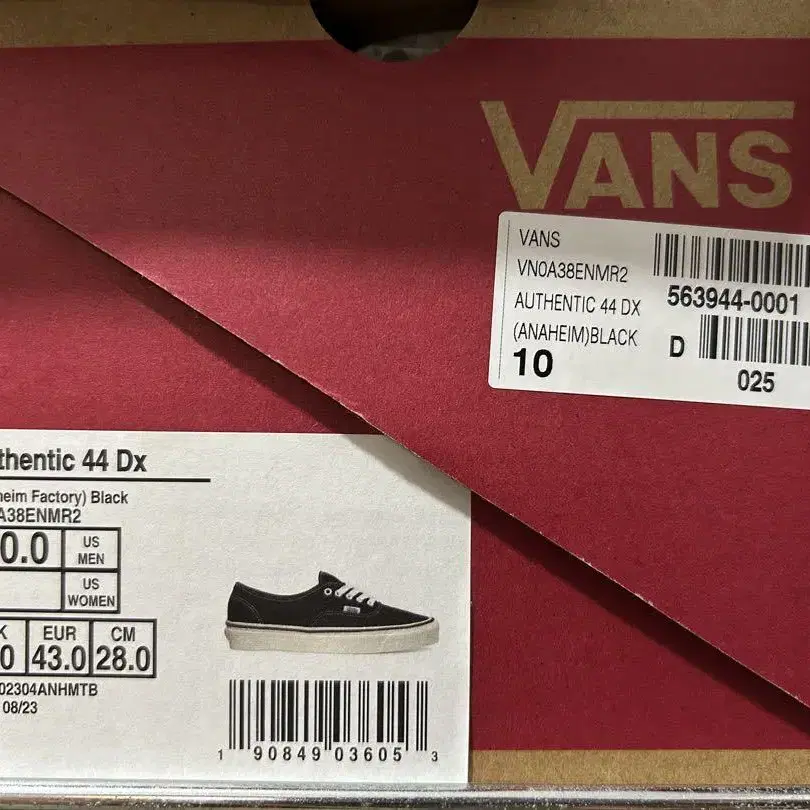 VANS
VANS
VN0A38ENMR2
563944-0001
AUTHENTIC 44 DX
(ANAHEIM)BLACK
D
10
025
thentic 44 Dx
heim Factory) Black
A38ENMR2
0.0
US
MEN
US
WOMEN
K
EUR
CM
0
43.0
28.0
02304ANHMTB
08/23
1 90849 03605 3